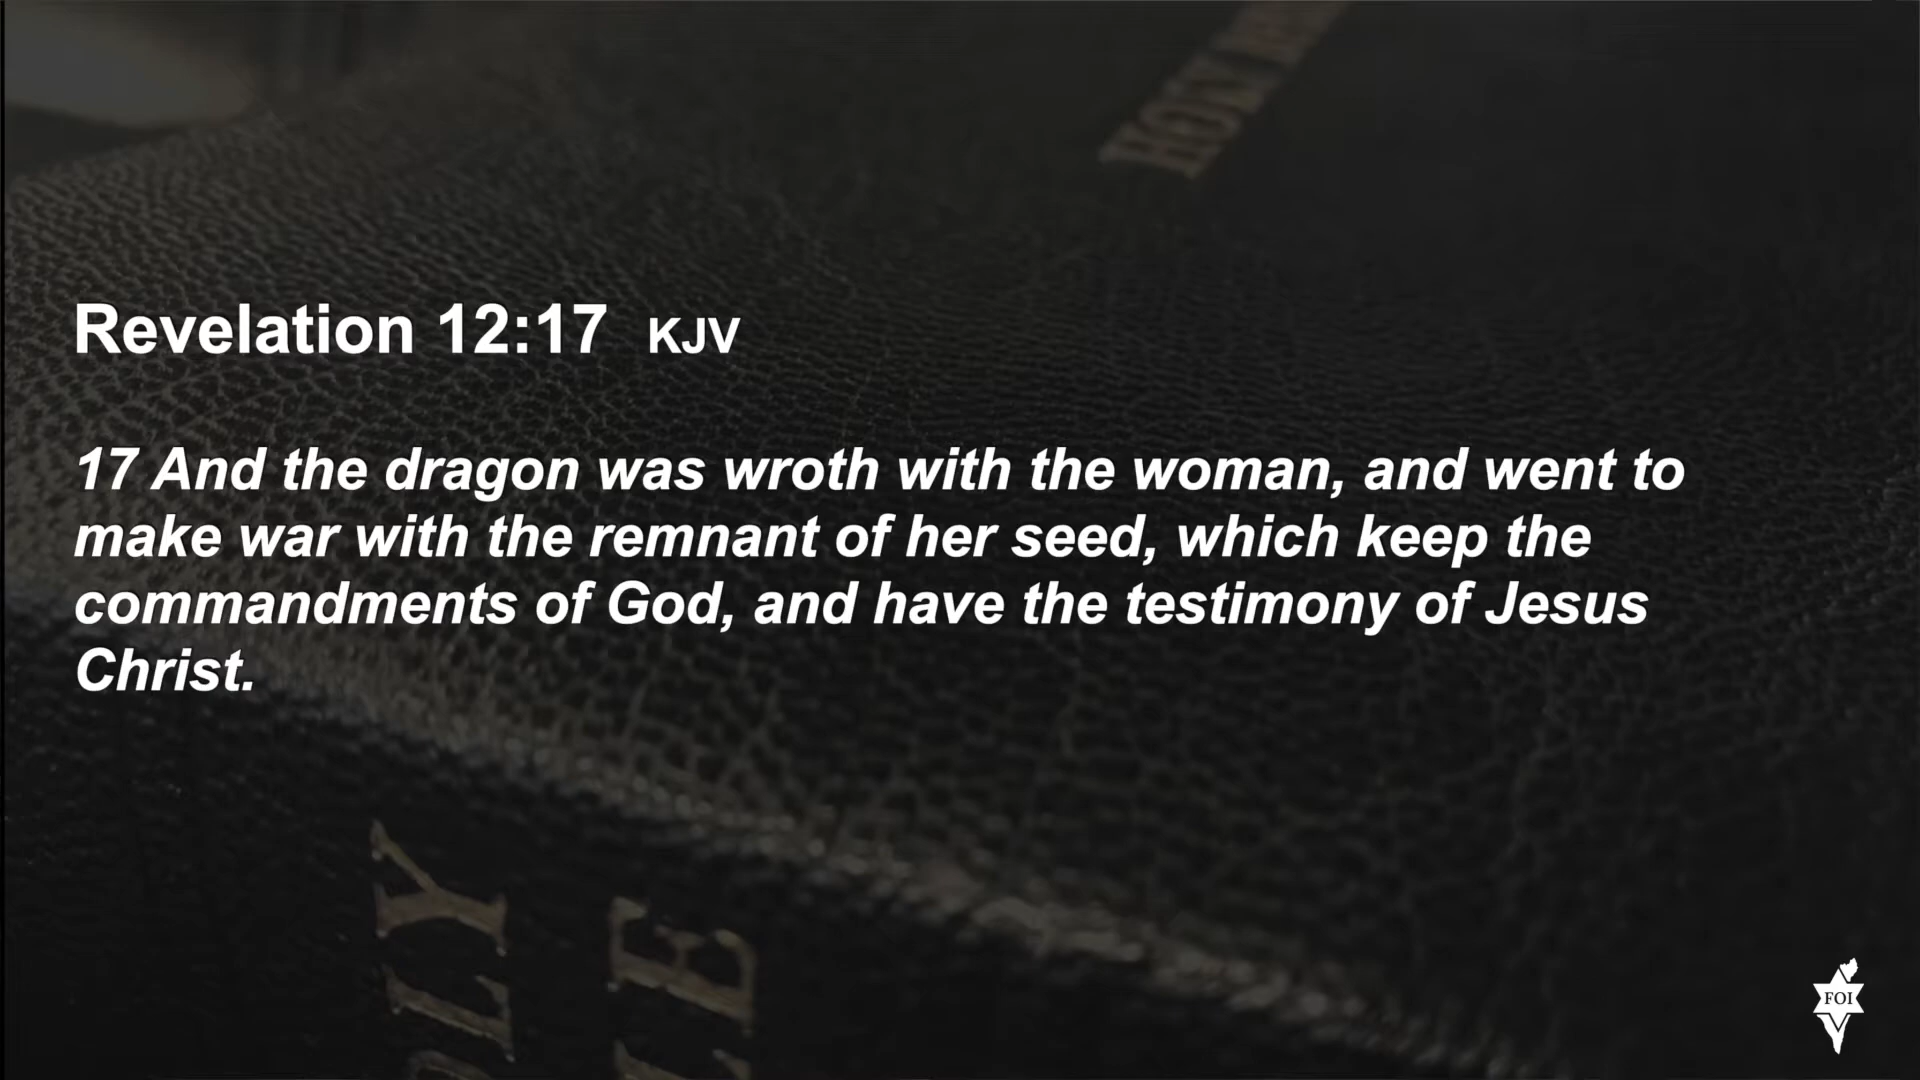 HOLY
Revelation 12:17 KJV
17 And the dragon was wroth with the woman, and went to
make war with the remnant of her seed, which keep the
commandments of God, and have the testimony of Jesus
Christ.
FOI